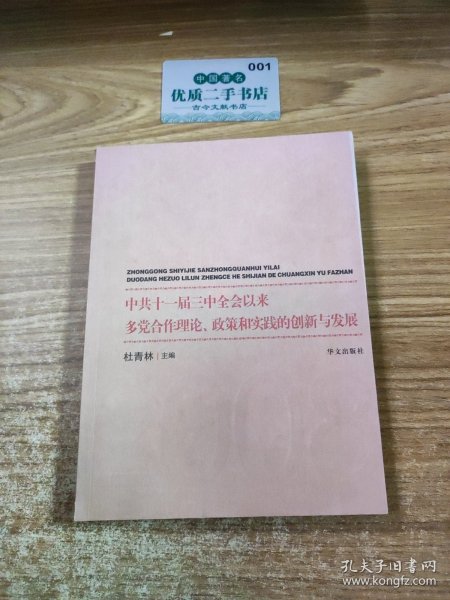 001
中国著名
优质二手书店
古今文献书店
ZHONGGONG SHIYIJIE SANZHONGQUANHUI YILAI
DUODANG HEZUO LILUN ZHENGCE HE SHIJIAN DE CHUANGXIN YU FAZHAN
中共十一届三中全会以来
多党合作理论、政策和实践的创新与发展
杜青林 主编
华文出版社
孔夫子旧书网
www.kongfz.com